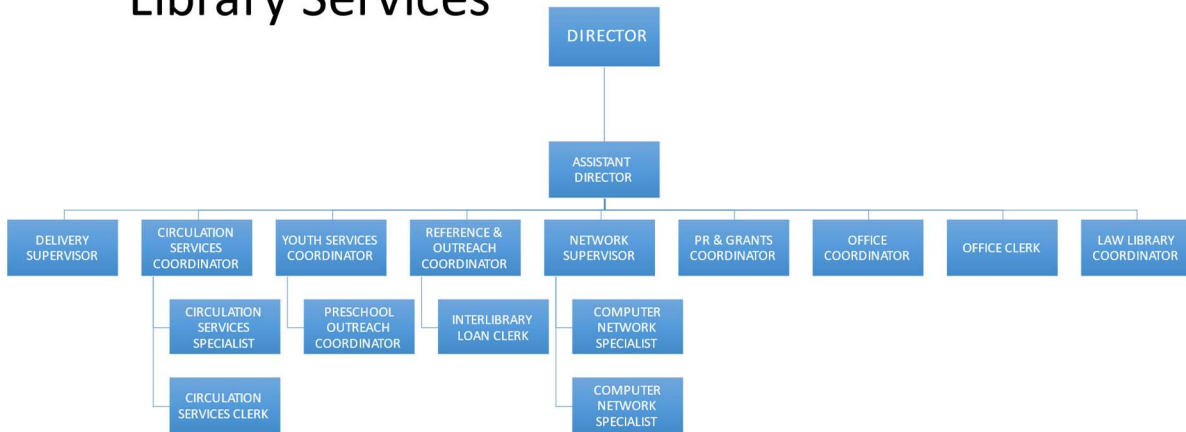 Library Services
DIRECTOR
ASSISTANT
DIRECTOR
DELIVERY
SUPERVISOR
CIRCULATION
SERVICES
COORDINATOR
YOUTH SERVICES
COORDINATOR
REFERENCE &
OUTREACH
COORDINATOR
NETWORK
SUPERVISOR
PR & GRANTS
COORDINATOR
OFFICE
COORDINATOR
OFFICE CLERK
LAW LIBRARY
COORDINATOR
CIRCULATION
SERVICES
SPECIALIST
PRESCHOOL
OUTREACH
COORDINATOR
INTERLIBRARY
LOAN CLERK
COMPUTER
NETWORK
SPECIALIST
CIRCULATION
SERVICES CLERK
COMPUTER
NETWORK
SPECIALIST